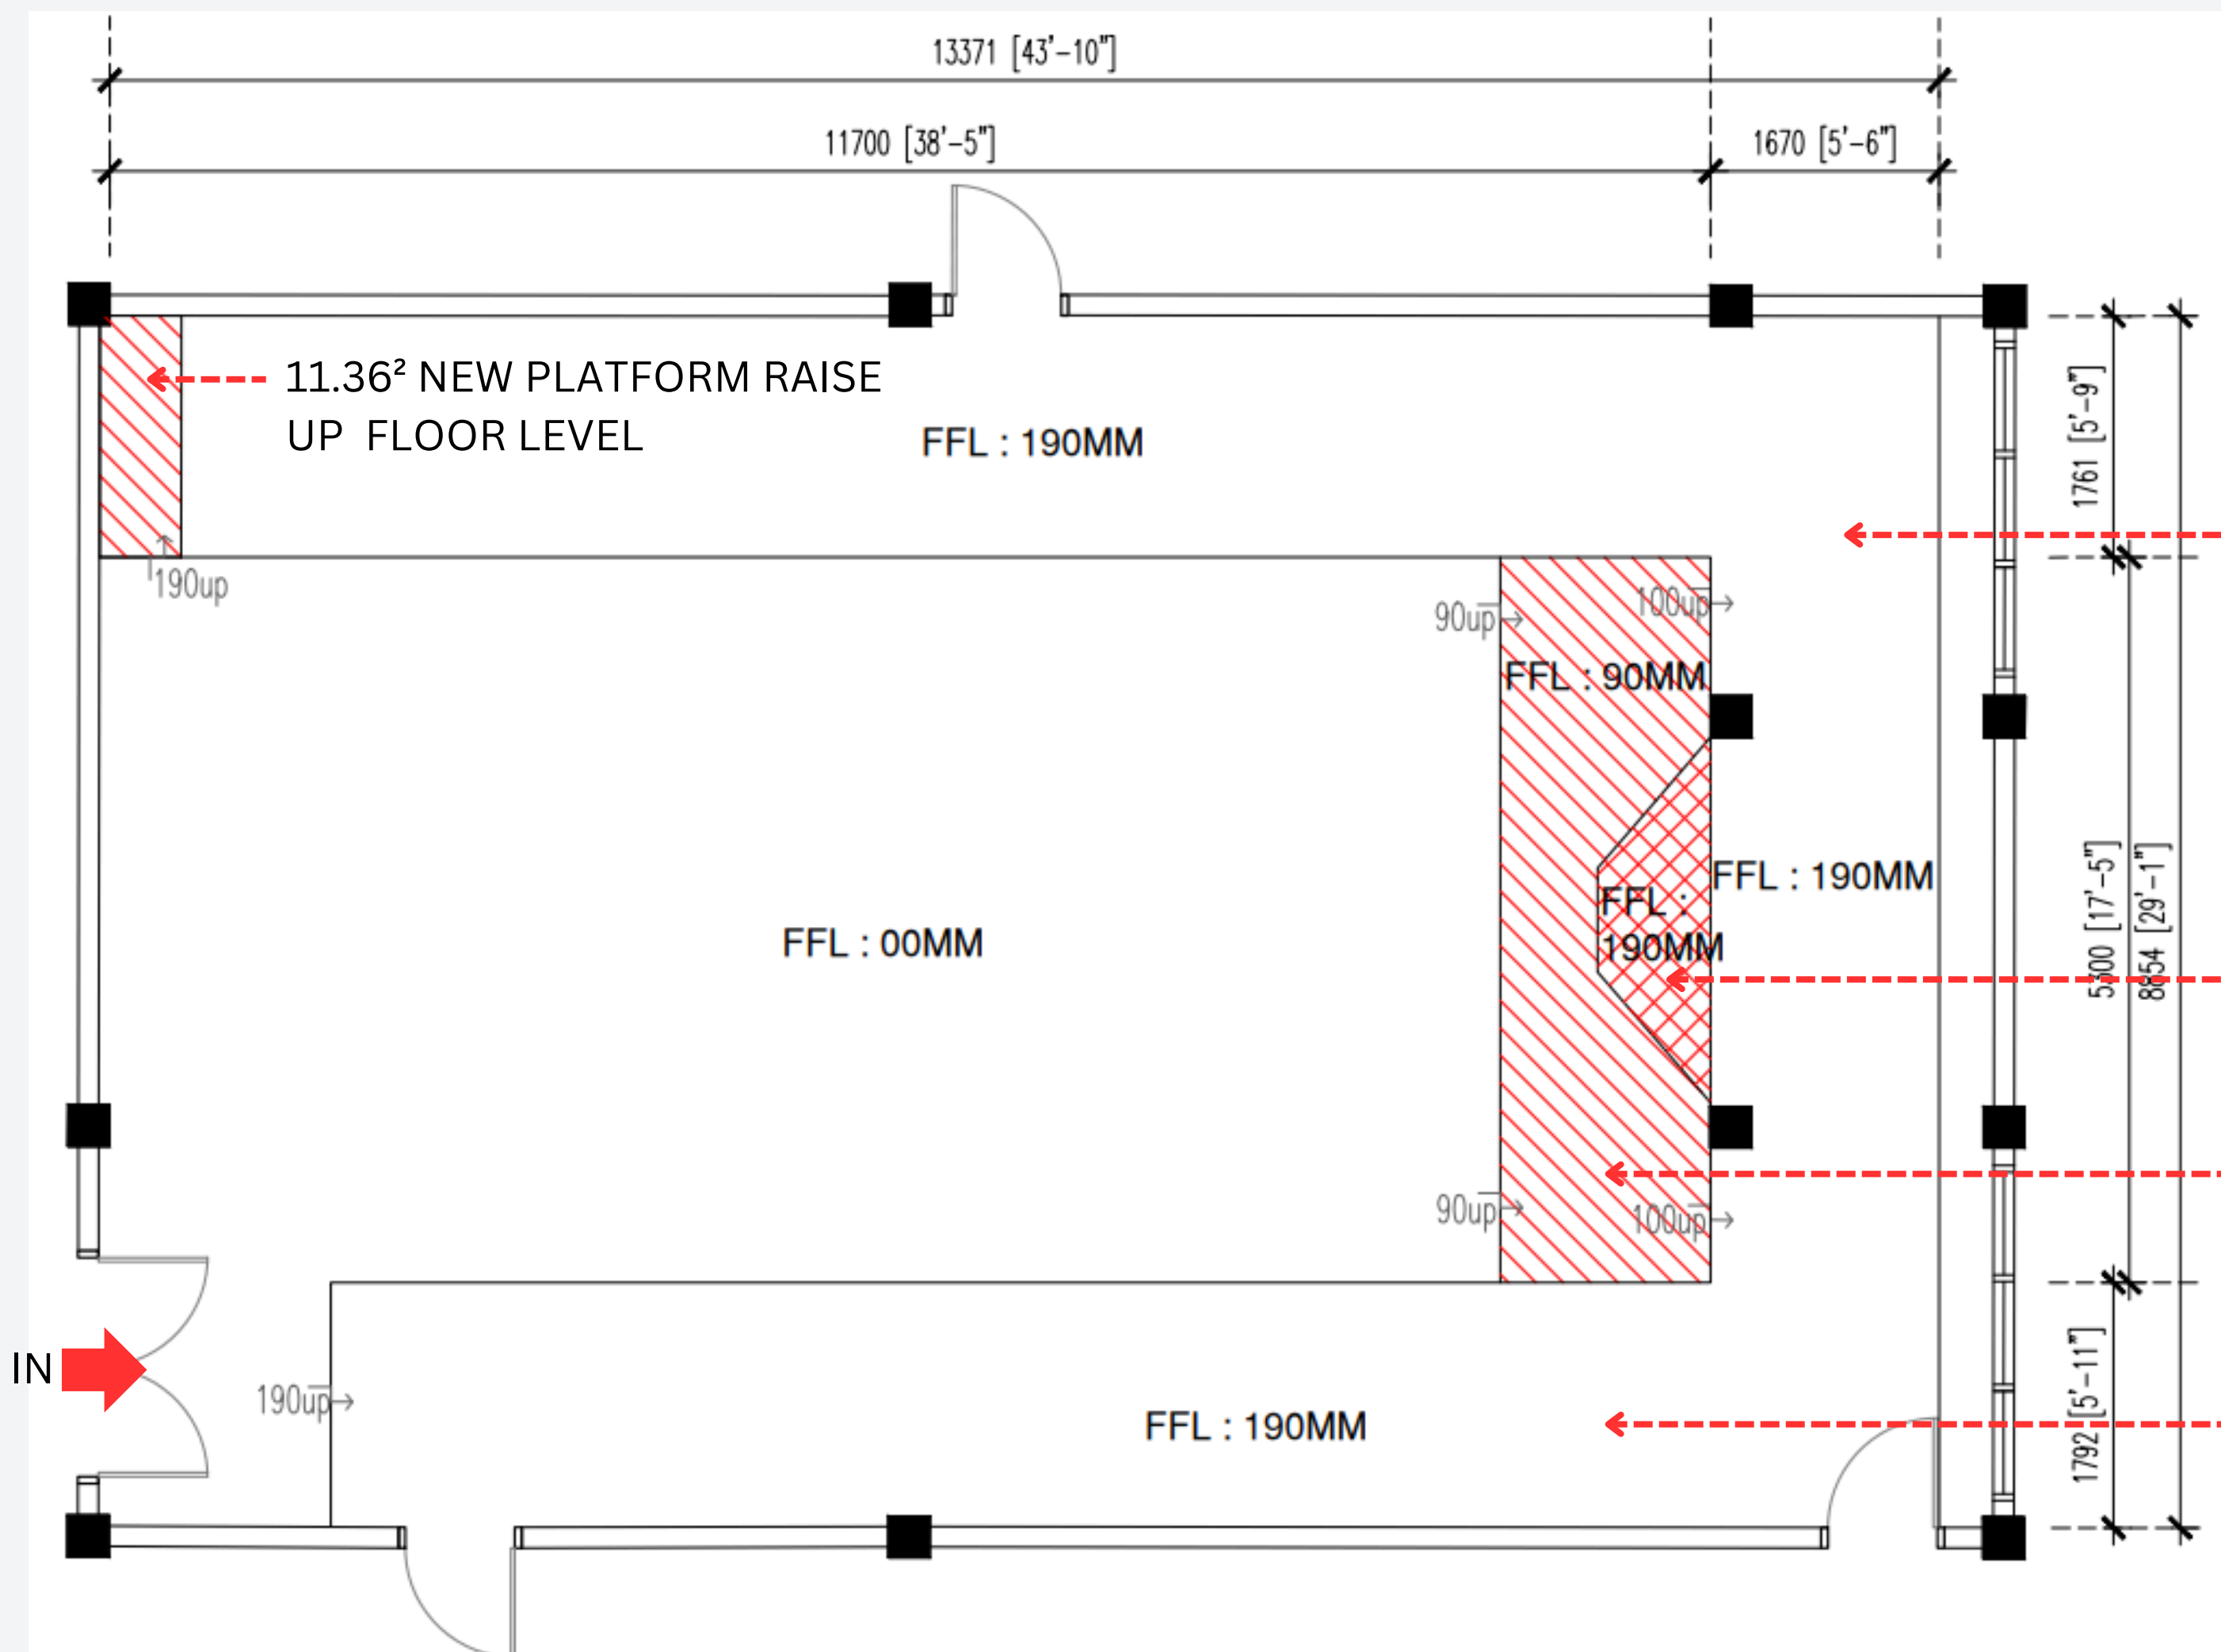 13371 [43'-10"]
11700 [38'-5"]
1670 [5'-6"]
11.36² NEW PLATFORM RAISE
UP FLOOR LEVEL
FFL : 190MM
1761 [5'-9"]
190up
90up
100up
FFL : 90MM
FFL : 190MM
FFL :
190MM
FFL : 00MM
5300 [17'-5"]
8854 [29'-1"]
90up
100up
IN
190up
FFL : 190MM
1792 [5'-11"]